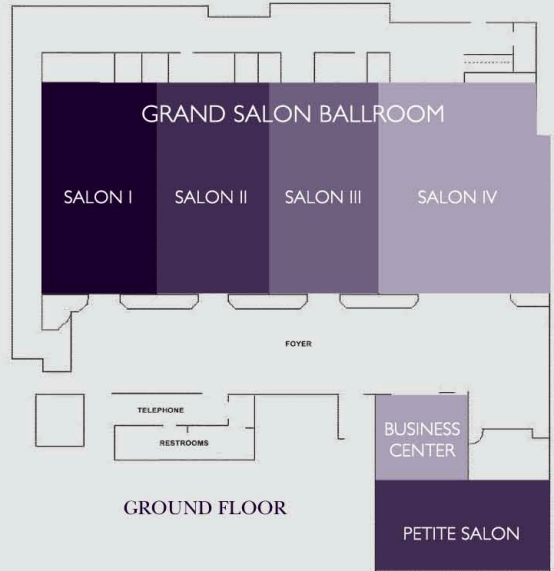 GRAND SALON BALLROOM
SALON I
SALON II
SALON III
SALON IV
FOYER
TELEPHONE
RESTROOMS
BUSINESS
CENTER
GROUND FLOOR
PETITE SALON